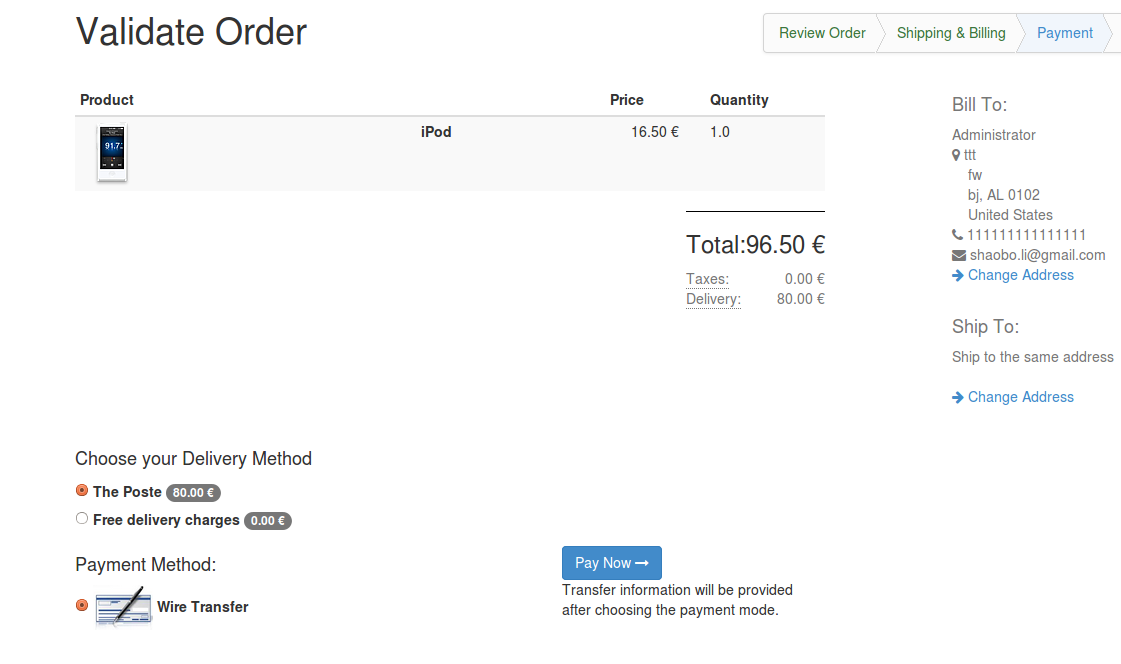 Validate Order
Review Order
Shipping & Billing
Payment
Product Price Quantity
91.7
iPod 16.50 € 1.0
Total:96.50 €
Taxes: 0.00 €
Delivery: 80.00 €
Bill To:
Administrator
ttt
fw
bj, AL 0102
United States
111111111111111
shaobo.li@gmail.com
Change Address
Ship To:
Ship to the same address
Change Address
Choose your Delivery Method
The Poste 80.00 €
Free delivery charges 0.00 €
Payment Method:
Wire Transfer
Pay Now
Transfer information will be provided
after choosing the payment mode.